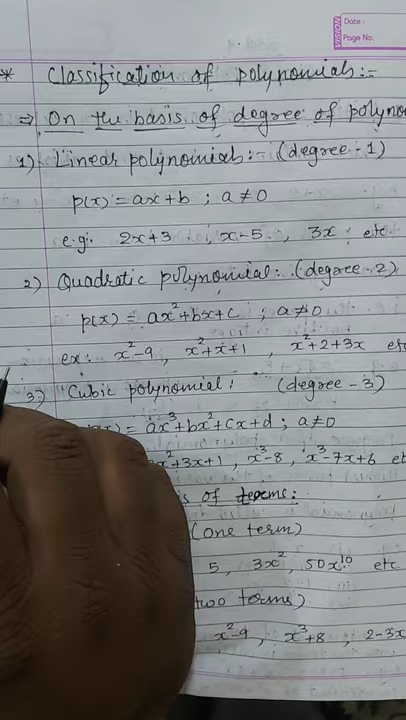 VISION
Date :
Page No.
* Classification of polynomials:-
⇒ On the basis of degree of polyno
1) Linear polynomials:- (degree-1)
p(x) = ax+b ; a≠0
e.g. 2x+3 , x-5 , 3x etc
2) Quadratic polynomial: (degree-2)
p(x) = ax²+bx+c ; a≠0
ex: x²-9, x²+x+1 , x²+2+3x etc
3) Cubic polynomial: (degree-3)
= ax³+bx²+cx+d ; a≠0
+3x+1 , x³-8 , x³-7x+6 et
of terms:
(one term)
5, 3x², 50x¹⁰ etc
two terms)
x²-9 , x³+8 , 2-3x